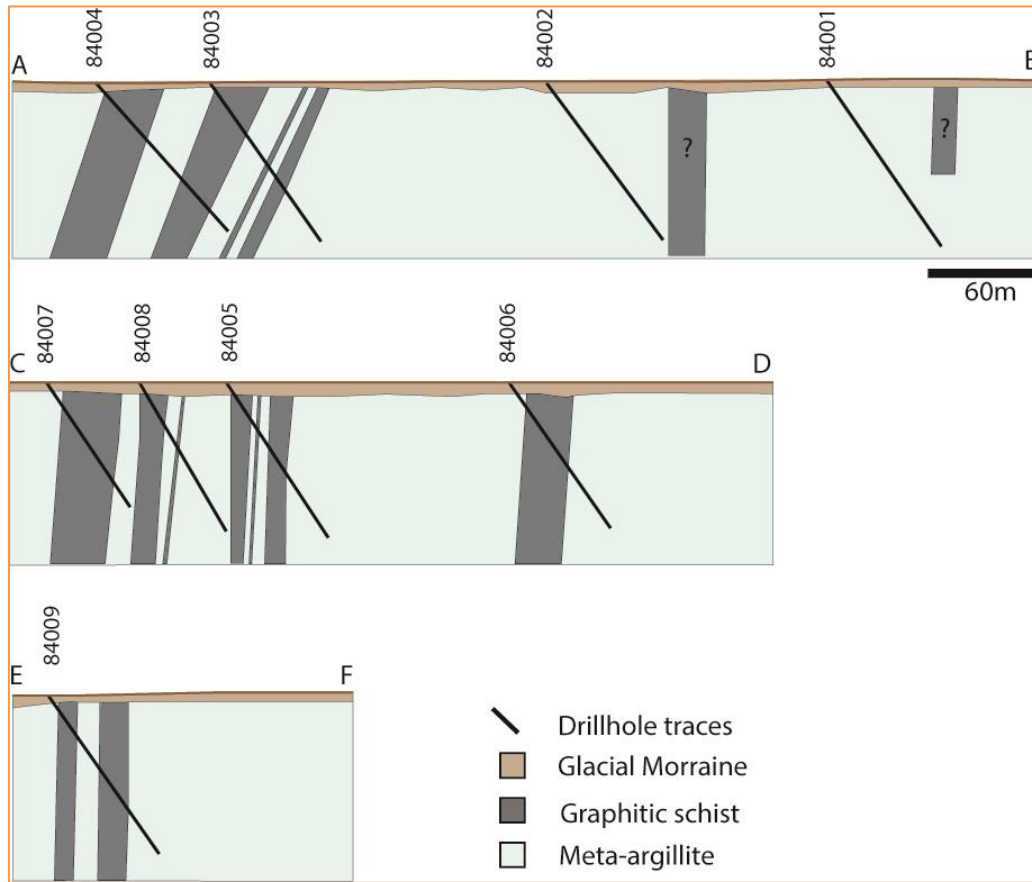 84004
84003
84002
84001
A
B
?
?
60m
84007
84008
84005
84006
C
D
84009
E
F
Drillhole traces
Glacial Morraine
Graphitic schist
Meta-argillite